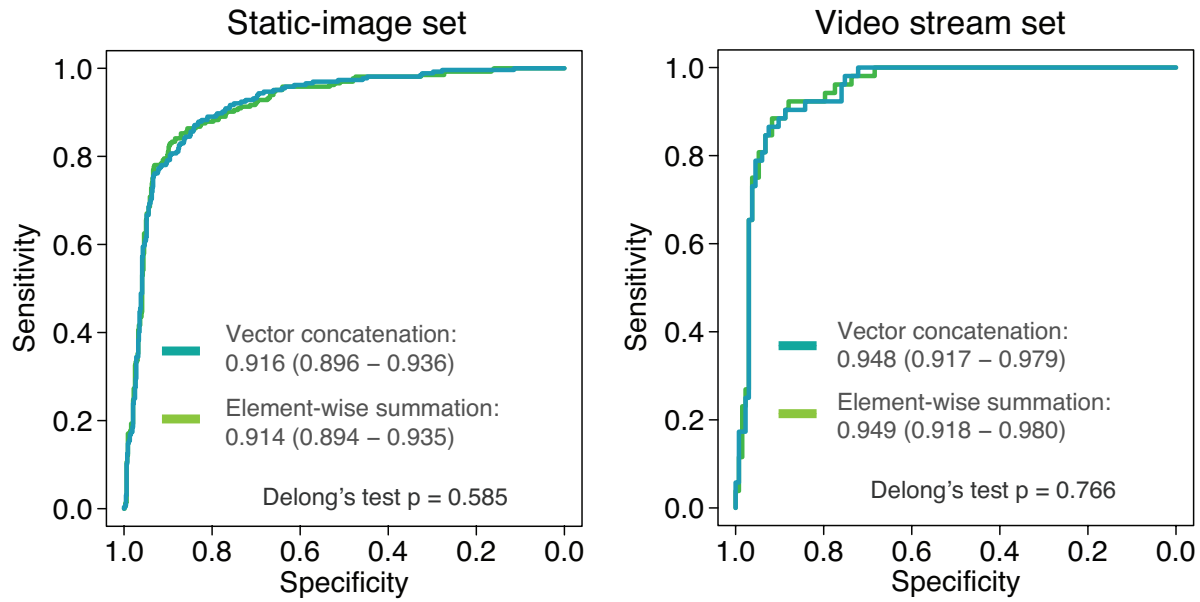 Static-image set
1.0
0.8
0.6
0.4
0.2
0.0
Sensitivity
Vector concatenation:
0.916 (0.896 – 0.936)
Element-wise summation:
0.914 (0.894 – 0.935)
Delong’s test p = 0.585
1.0 0.8 0.6 0.4 0.2 0.0
Specificity
Video stream set
1.0
0.8
0.6
0.4
0.2
0.0
Sensitivity
Vector concatenation:
0.948 (0.917 – 0.979)
Element-wise summation:
0.949 (0.918 – 0.980)
Delong’s test p = 0.766
1.0 0.8 0.6 0.4 0.2 0.0
Specificity